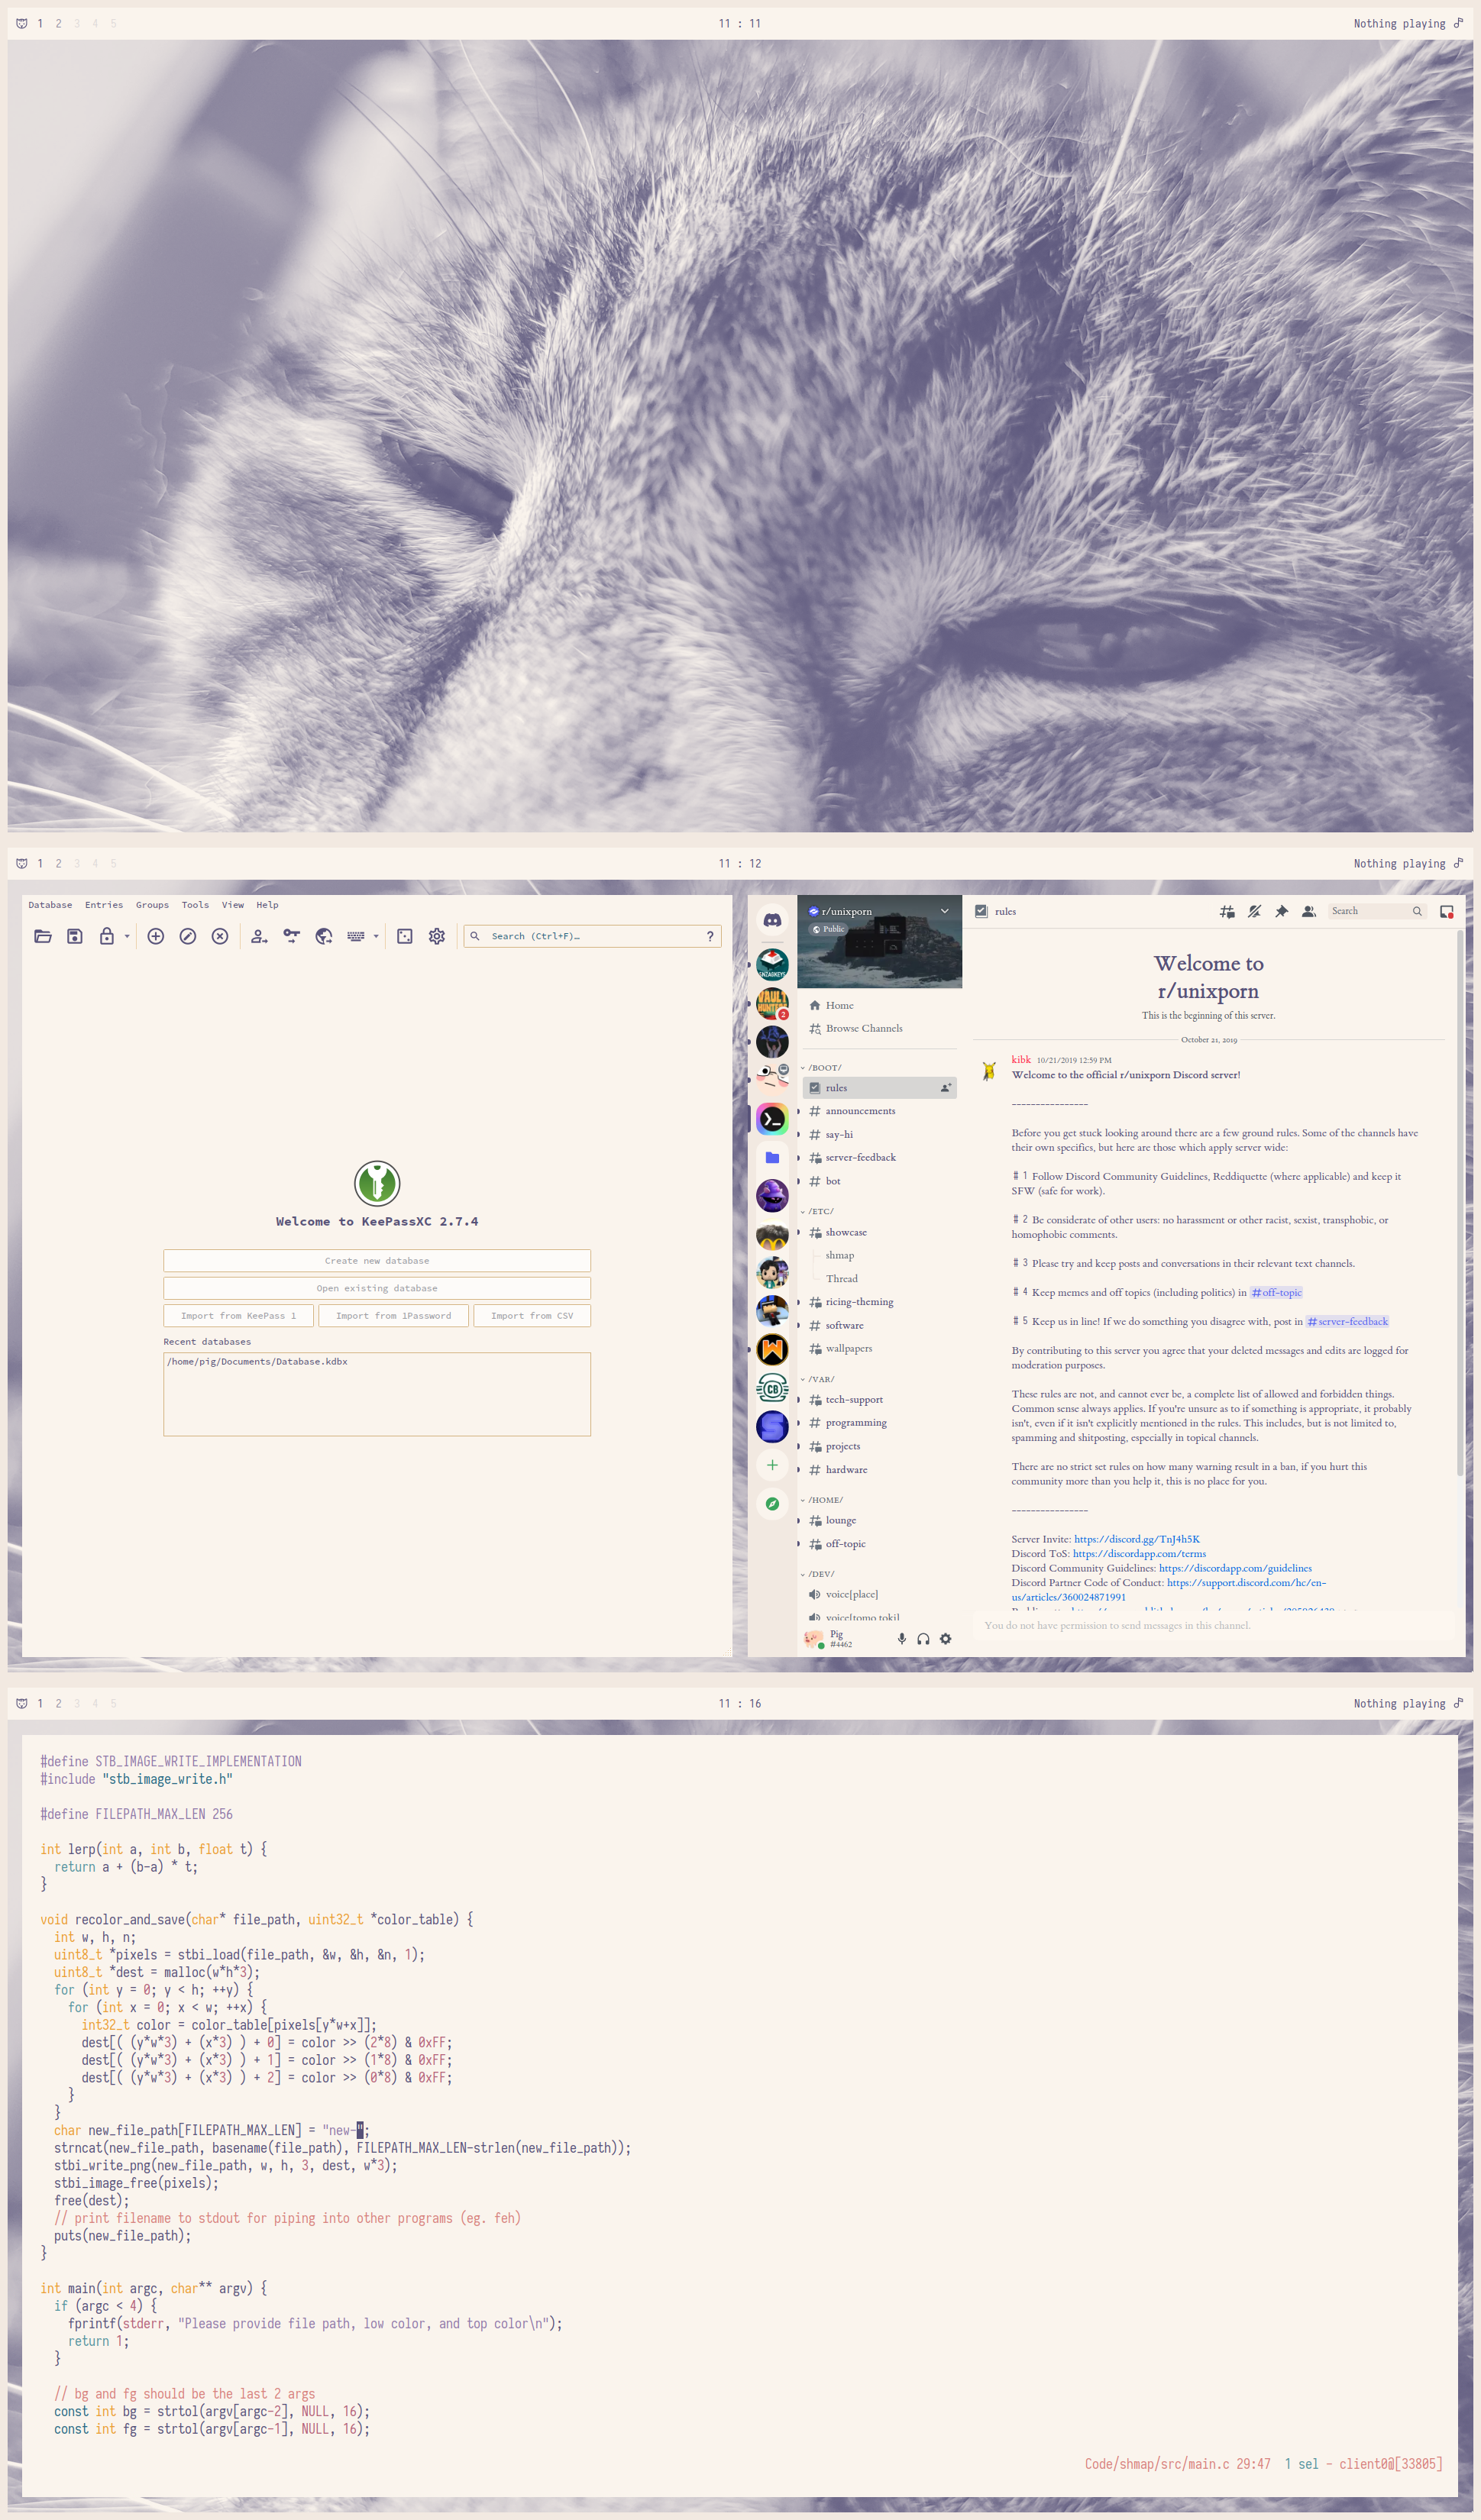 1 2 3 4 5
11 : 11
Nothing playing
1 2 3 4 5
11 : 12
Nothing playing
Database Entries Groups Tools View Help
Search (Ctrl+F)… ?
Welcome to KeePassXC 2.7.4
Create new database
Open existing database
Import from KeePass 1
Import from 1Password
Import from CSV
Recent databases
/home/pig/Documents/Database.kdbx
VAULT
2
CB
r/unixporn
Public
Home
Browse Channels
/BOOT/
rules
announcements
say-hi
server-feedback
bot
/ETC/
showcase
shmap
Thread
ricing-theming
software
wallpapers
/VAR/
tech-support
programming
projects
hardware
/HOME/
lounge
off-topic
/DEV/
voice[place]
voice[tomo toki]
Pig
#4462
rules
Search
Welcome to
r/unixporn
This is the beginning of this server.
October 21, 2019
kibk 10/21/2019 12:59 PM
Welcome to the official r/unixporn Discord server!
----------------
Before you get stuck looking around there are a few ground rules. Some of the channels have
their own specifics, but here are those which apply server wide:
# 1 Follow Discord Community Guidelines, Reddiquette (where applicable) and keep it
SFW (safe for work).
# 2 Be considerate of other users: no harassment or other racist, sexist, transphobic, or
homophobic comments.
# 3 Please try and keep posts and conversations in their relevant text channels.
# 4 Keep memes and off topics (including politics) in #off-topic
# 5 Keep us in line! If we do something you disagree with, post in #server-feedback
By contributing to this server you agree that your deleted messages and edits are logged for
moderation purposes.
These rules are not, and cannot ever be, a complete list of allowed and forbidden things.
Common sense always applies. If you're unsure as to if something is appropriate, it probably
isn't, even if it isn't explicitly mentioned in the rules. This includes, but is not limited to,
spamming and shitposting, especially in topical channels.
There are no strict set rules on how many warning result in a ban, if you hurt this
community more than you help it, this is no place for you.
----------------
Server Invite: https://discord.gg/TnJ4h5K
Discord ToS: https://discordapp.com/terms
Discord Community Guidelines: https://discordapp.com/guidelines
Discord Partner Code of Conduct: https://support.discord.com/hc/en-
us/articles/360024871991
You do not have permission to send messages in this channel.
1 2 3 4 5
11 : 16
Nothing playing
#define STB_IMAGE_WRITE_IMPLEMENTATION
#include "stb_image_write.h"
#define FILEPATH_MAX_LEN 256
int lerp(int a, int b, float t) {
return a + (b-a) * t;
}
void recolor_and_save(char* file_path, uint32_t *color_table) {
int w, h, n;
uint8_t *pixels = stbi_load(file_path, &w, &h, &n, 1);
uint8_t *dest = malloc(w*h*3);
for (int y = 0; y < h; ++y) {
for (int x = 0; x < w; ++x) {
int32_t color = color_table[pixels[y*w+x]];
dest[( (y*w*3) + (x*3) ) + 0] = color >> (2*8) & 0xFF;
dest[( (y*w*3) + (x*3) ) + 1] = color >> (1*8) & 0xFF;
dest[( (y*w*3) + (x*3) ) + 2] = color >> (0*8) & 0xFF;
}
}
char new_file_path[FILEPATH_MAX_LEN] = "new-";
strncat(new_file_path, basename(file_path), FILEPATH_MAX_LEN-strlen(new_file_path));
stbi_write_png(new_file_path, w, h, 3, dest, w*3);
stbi_image_free(pixels);
free(dest);
// print filename to stdout for piping into other programs (eg. feh)
puts(new_file_path);
}
int main(int argc, char** argv) {
if (argc < 4) {
fprintf(stderr, "Please provide file path, low color, and top color\n");
return 1;
}
// bg and fg should be the last 2 args
const int bg = strtol(argv[argc-2], NULL, 16);
const int fg = strtol(argv[argc-1], NULL, 16);
Code/shmap/src/main.c 29:47 1 sel - client0@[33805]